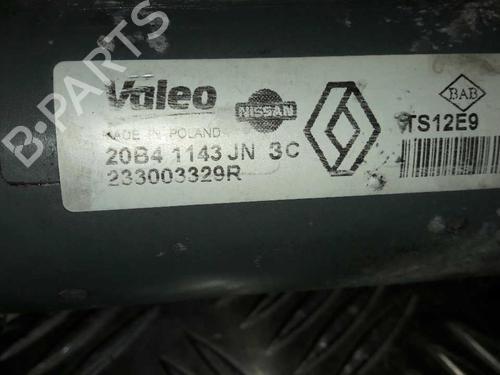 B-PARTS
Valeo
NISSAN
BAB
MADE IN POLAND
TS12E9
20B4 1143 JN 3C
233003329R